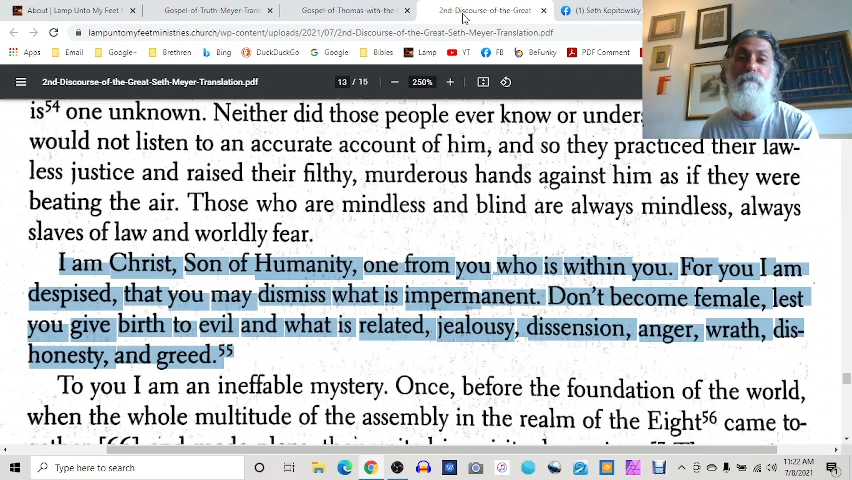 About | Lamp Unto My Feet M
Gospel-of-Truth-Meyer-Transl
Gospel-of-Thomas-with-the-
2nd-Discourse-of-the-Great
(1) Seth Kopitowsky
lampuntomyfeetministries.church/wp-content/uploads/2021/07/2nd-Discourse-of-the-Great-Seth-Meyer-Translation.pdf
Email
Brethren
Bing
DuckDuckGo
Google
Bibles
Lamp
FB
BeFunky
PDF Comment
2nd-Discourse-of-the-Great-Seth-Meyer-Translation.pdf
13 / 15
250%
is54 one unknown. Neither did those people ever know or unders
would not listen to an accurate account of him, and so they practiced their law-
less justice and raised their filthy, murderous hands against him as if they were
beating the air. Those who are mindless and blind are always mindless, always
slaves of law and worldly fear.
I am Christ, Son of Humanity, one from you who is within you. For you I am
despised, that you may dismiss what is impermanent. Don't become female, lest
you give birth to evil and what is related, jealousy, dissension, anger, wrath, dis-
honesty, and greed.55
To you I am an ineffable mystery. Once, before the foundation of the world,
when the whole multitude of the assembly in the realm of the Eight56 came to-
Type here to search
11:22 AM
7/8/2021